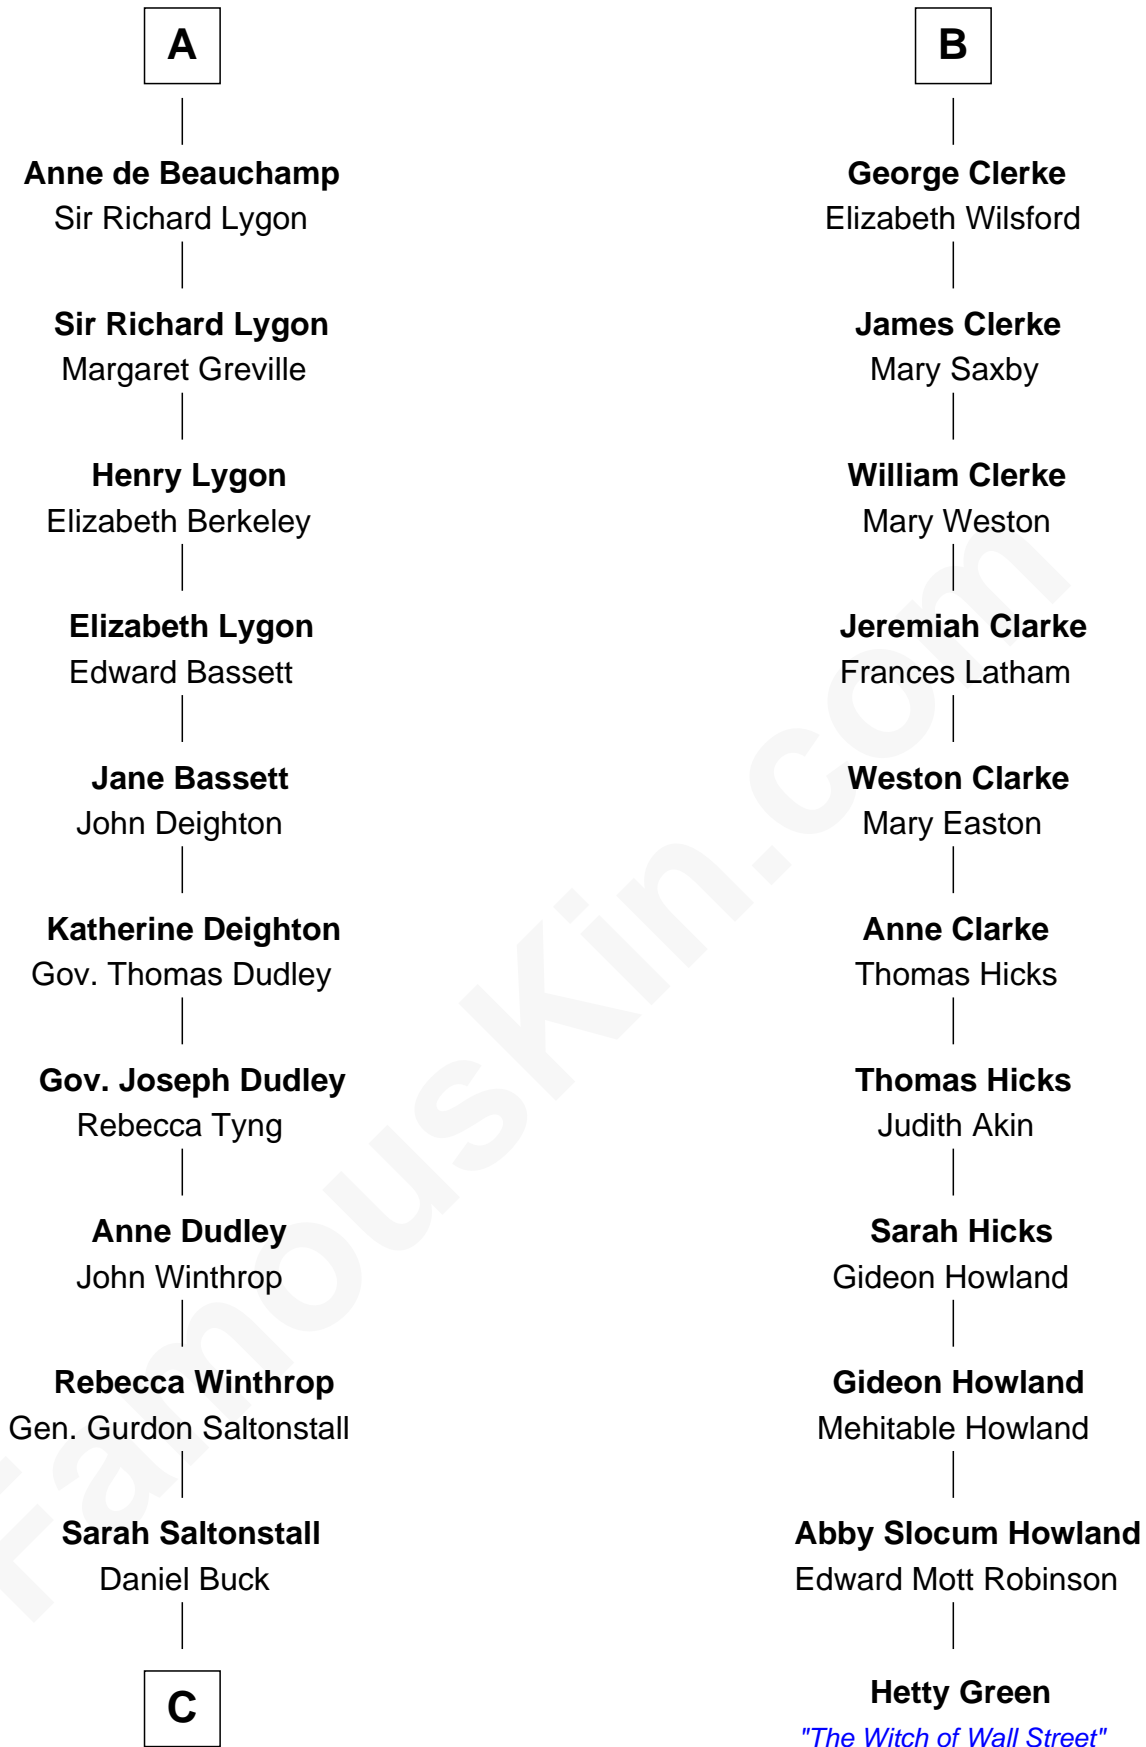 A
Anne de Beauchamp
Sir Richard Lygon
Sir Richard Lygon
Margaret Greville
Henry Lygon
Elizabeth Berkeley
Elizabeth Lygon
Edward Bassett
Jane Bassett
John Deighton
Katherine Deighton
Gov. Thomas Dudley
Gov. Joseph Dudley
Rebecca Tyng
Anne Dudley
John Winthrop
Rebecca Winthrop
Gen. Gurdon Saltonstall
Sarah Saltonstall
Daniel Buck
C
B
George Clerke
Elizabeth Wilsford
James Clerke
Mary Saxby
William Clerke
Mary Weston
Jeremiah Clarke
Frances Latham
Weston Clarke
Mary Easton
Anne Clarke
Thomas Hicks
Thomas Hicks
Judith Akin
Sarah Hicks
Gideon Howland
Gideon Howland
Mehitable Howland
Abby Slocum Howland
Edward Mott Robinson
Hetty Green
"The Witch of Wall Street"
FamousKin.com